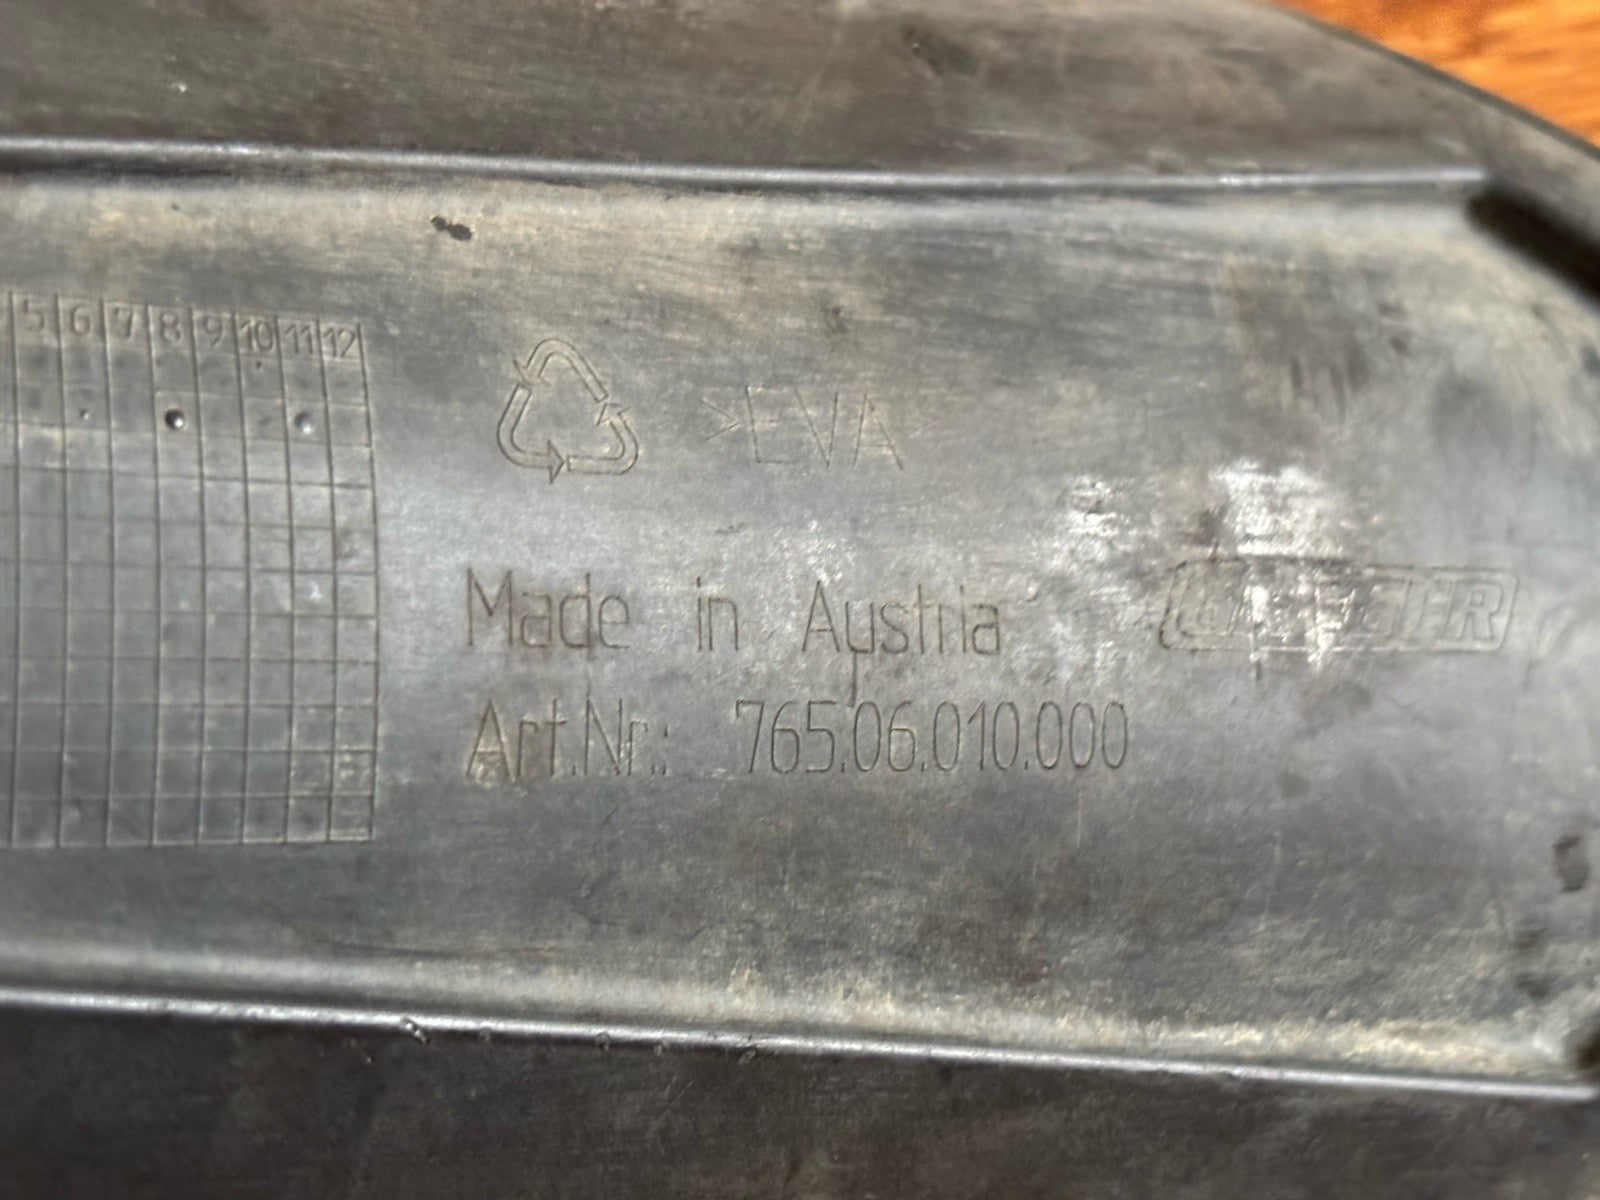 5 6 7 8 9 10 11 12
>EVA<
Made in Austria
Art.Nr.: 765.06.010.000